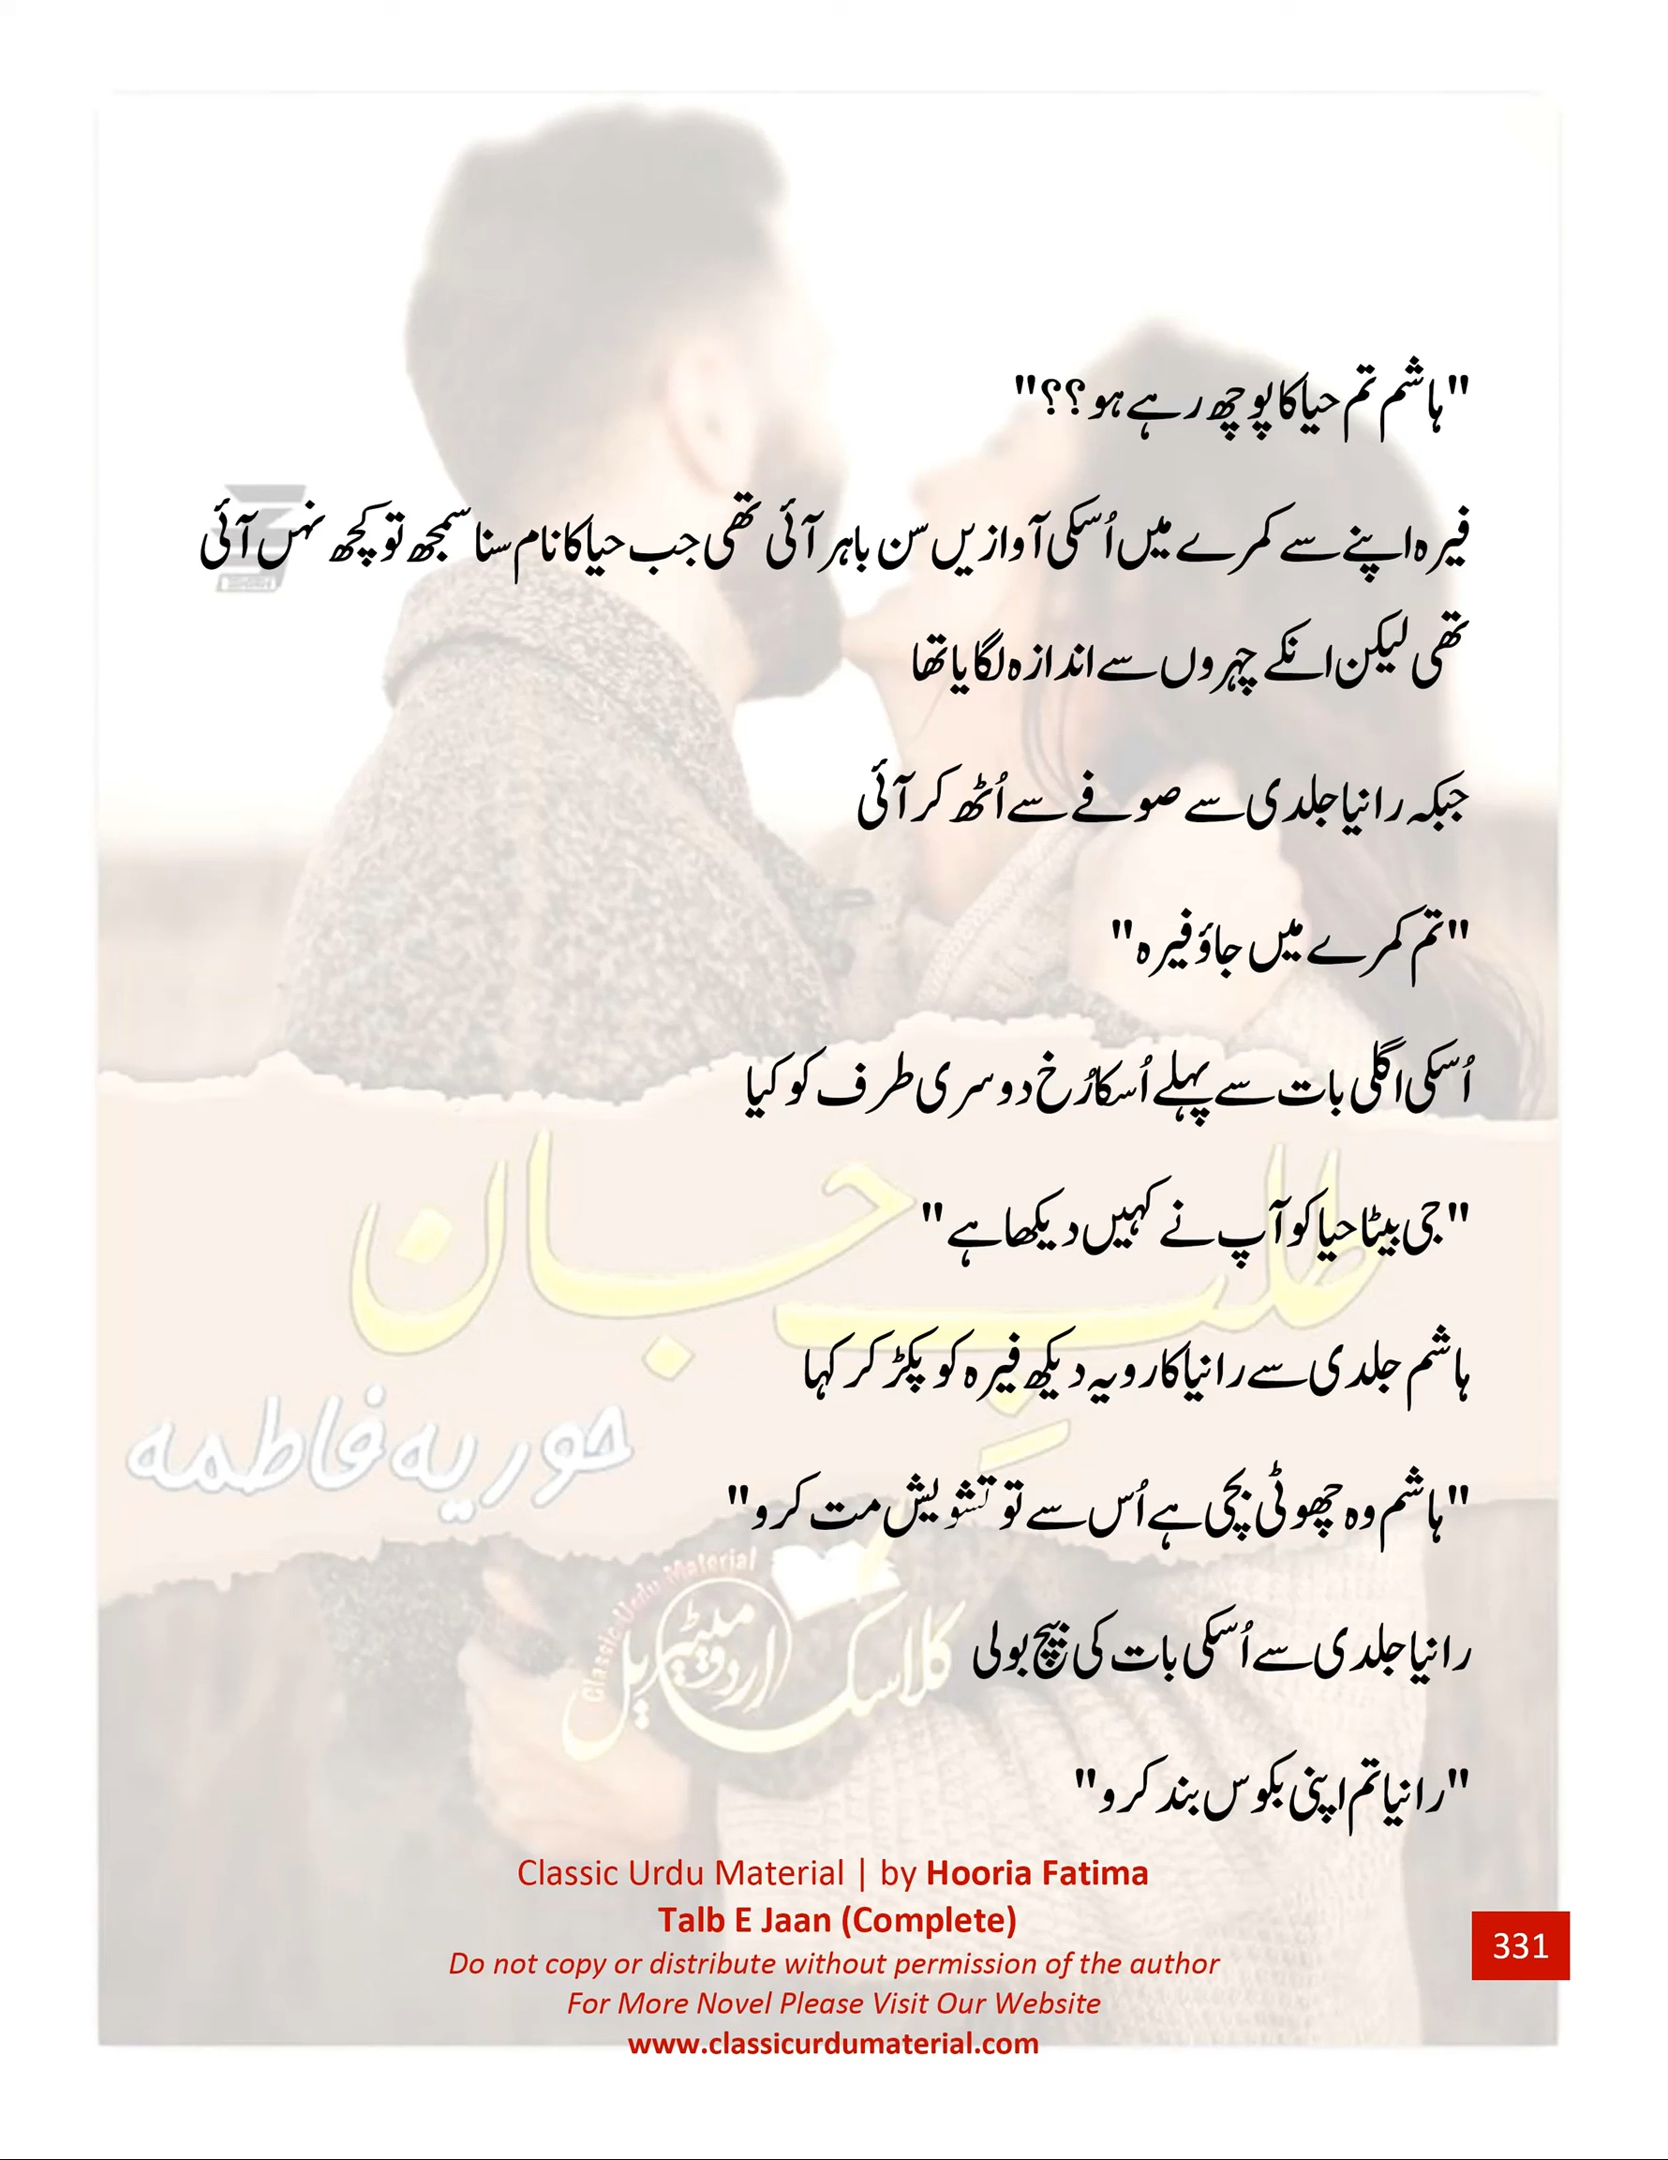 "ہاشم تم حیا کا پوچھ رہے ہو؟؟"
فیرہ اپنے سے کمرے میں اُسکی آوازیں سن باہر آئی تھی جب حیا کا نام سنا سمجھ تو کچھ نہں آئی
تھی لیکن انکے چہروں سے اندازہ لگایا تھا
جبکہ رانیا جلدی سے صوفے سے اُٹھ کر آئی
"تم کمرے میں جاؤ فیرہ"
اُسکی اگلی بات سے پہلے اُسکا رُخ دوسری طرف کو کیا
"جی بیٹا حیا کو آپ نے کہیں دیکھا ہے"
طلبِ جان
ہاشم جلدی سے رانیا کا رویہ دیکھ فیرہ کو پکڑ کر کہا
حوریہ فاطمہ
"ہاشم وہ چھوٹی بچی ہے اُس سے تو تشویش مت کرو"
Classic Urdu Material
کلاسک اردو میٹیریل
رانیا جلدی سے اُسکی بات کی بیچ بولی
"رانیا تم اپنی بکوس بند کرو"
Classic Urdu Material | by Hooria Fatima
Talb E Jaan (Complete)
331
Do not copy or distribute without permission of the author
For More Novel Please Visit Our Website
www.classicurdumaterial.com